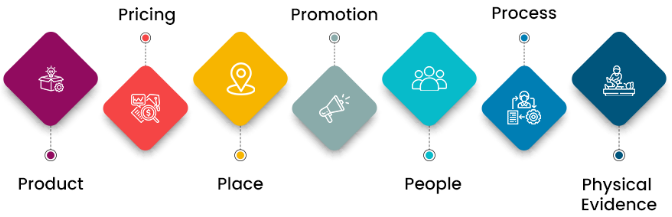 Pricing
Promotion
Process
Product
Place
People
Physical
Evidence